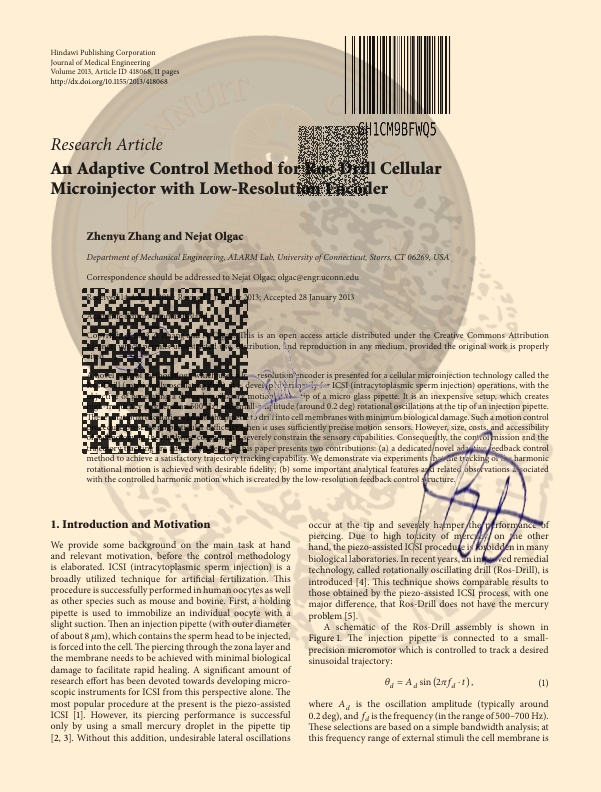 Hindawi Publishing Corporation
Journal of Medical Engineering
Volume 2013, Article ID 418068, 11 pages
http://dx.doi.org/10.1155/2013/418068
GH1CM9BFWQ5
Research Article
An Adaptive Control Method for Ros-Drill Cellular
Microinjector with Low-Resolution Encoder
Zhenyu Zhang and Nejat Olgac
Department of Mechanical Engineering, ALARM Lab, University of Connecticut, Storrs, CT 06269, USA
Correspondence should be addressed to Nejat Olgac; olgac@engr.uconn.edu
2013; Accepted 28 January 2013
This is an open access article distributed under the Creative Commons Attribution
and reproduction in any medium, provided the original work is properly
resolution encoder is presented for a cellular microinjection technology called the
ICSI (intracytoplasmic sperm injection) operations, with the
tip of a micro glass pipette. It is an inexpensive setup, which creates
(around 0.2 deg) rotational oscillations at the tip of an injection pipette.
into cell membranes with minimum biological damage. Such a motion control
it uses sufficiently precise motion sensors. However, size, costs, and accessibility
severely constrain the sensory capabilities. Consequently, the control mission and the
paper presents two contributions: (a) a dedicated novel adaptive feedback control
method to achieve a satisfactory trajectory tracking capability. We demonstrate via experiments that the tracking of the harmonic
rotational motion is achieved with desirable fidelity; (b) some important analytical features and related observations associated
with the controlled harmonic motion which is created by the low-resolution feedback control structure.
1. Introduction and Motivation
We provide some background on the main task at hand
and relevant motivation, before the control methodology
is elaborated. ICSI (intracytoplasmic sperm injection) is a
broadly utilized technique for artificial fertilization. This
procedure is successfully performed in human oocytes as well
as other species such as mouse and bovine. First, a holding
pipette is used to immobilize an individual oocyte with a
slight suction. Then an injection pipette (with outer diameter
of about 8 μm), which contains the sperm head to be injected,
is forced into the cell. The piercing through the zona layer and
the membrane needs to be achieved with minimal biological
damage to facilitate rapid healing. A significant amount of
research effort has been devoted towards developing micro-
scopic instruments for ICSI from this perspective alone. The
most popular procedure at the present is the piezo-assisted
ICSI [1]. However, its piercing performance is successful
only by using a small mercury droplet in the pipette tip
[2, 3]. Without this addition, undesirable lateral oscillations
occur at the tip and severely hamper the performance of
piercing. Due to high toxicity of mercury, on the other
hand, the piezo-assisted ICSI procedure is forbidden in many
biological laboratories. In recent years, an improved remedial
technology, called rotationally oscillating drill (Ros-Drill), is
introduced [4]. This technique shows comparable results to
those obtained by the piezo-assisted ICSI process, with one
major difference, that Ros-Drill does not have the mercury
problem [5].
A schematic of the Ros-Drill assembly is shown in
Figure 1. The injection pipette is connected to a small-
precision micromotor which is controlled to track a desired
sinusoidal trajectory:
θd = Ad sin (2πfd · t), (1)
where Ad is the oscillation amplitude (typically around
0.2 deg), and fd is the frequency (in the range of 500–700 Hz).
These selections are based on a simple bandwidth analysis; at
this frequency range of external stimuli the cell membrane is